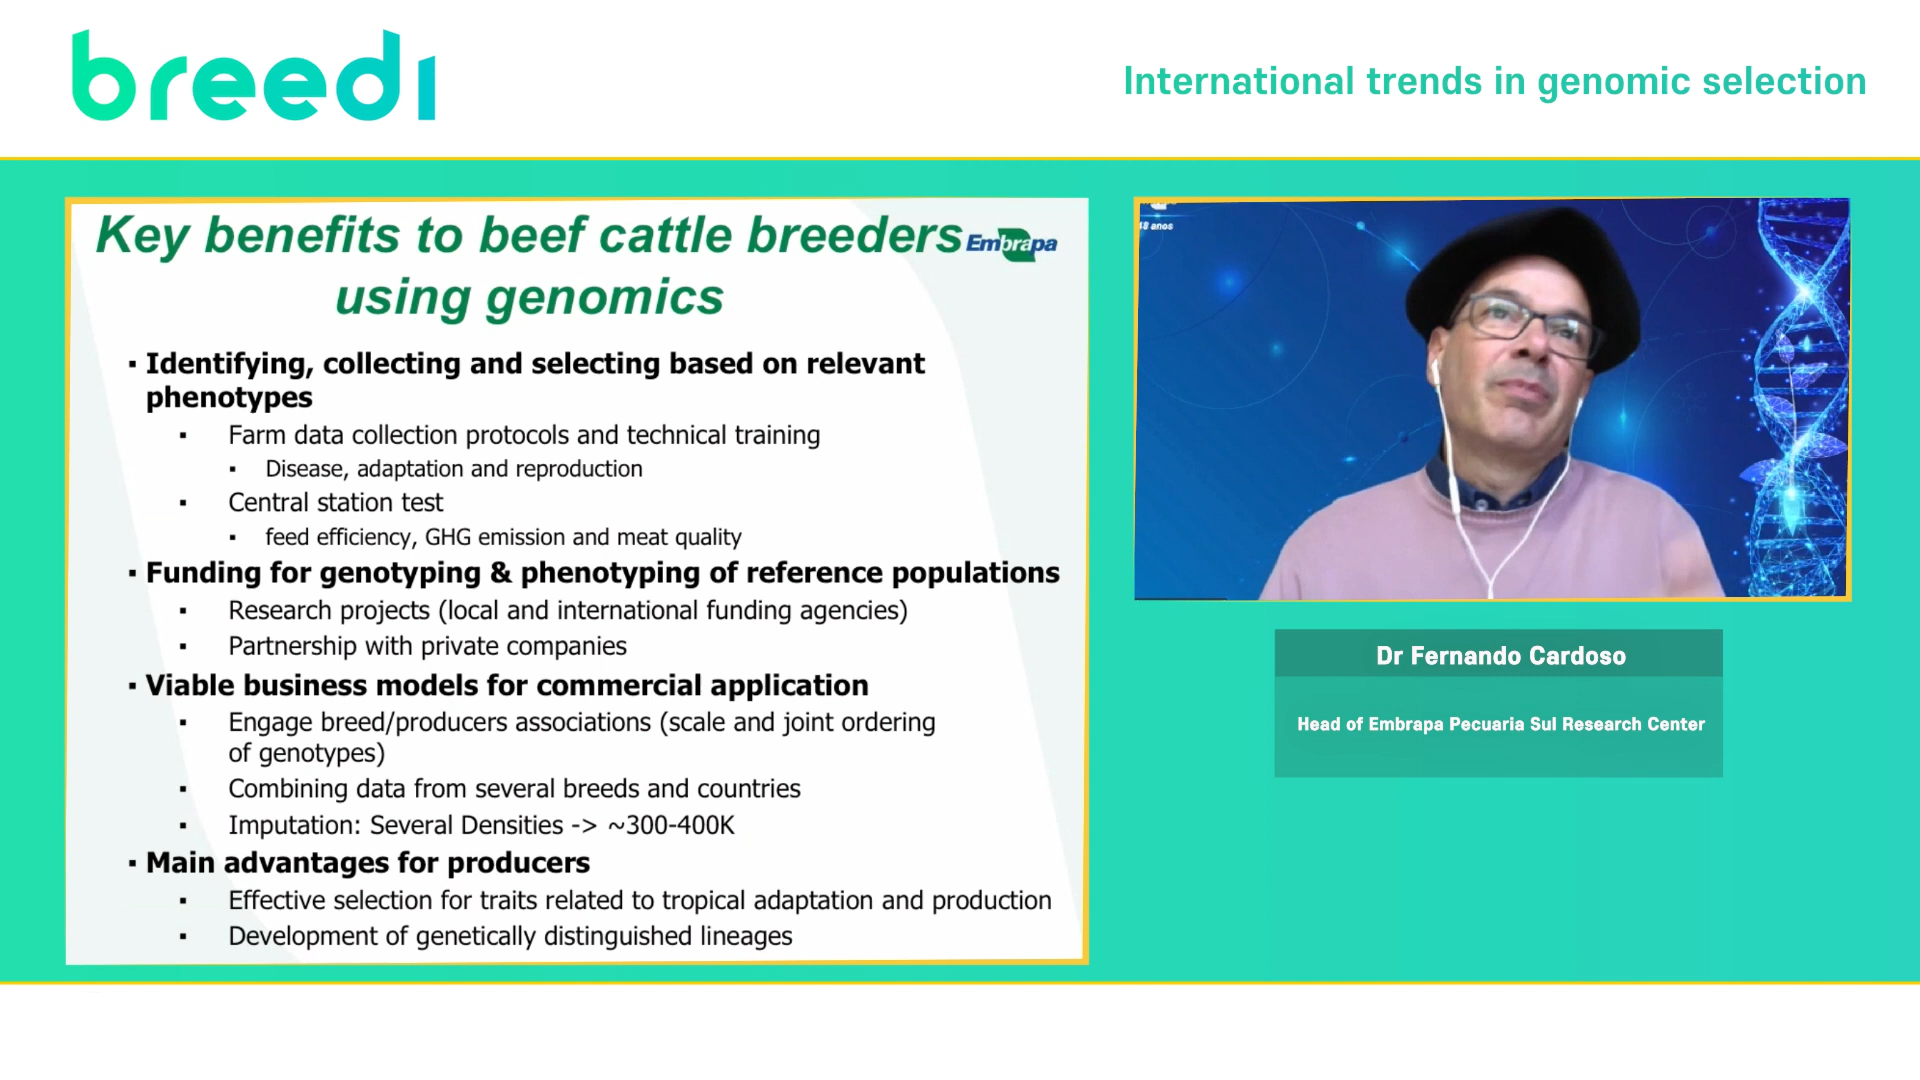 breedi
International trends in genomic selection
Key benefits to beef cattle breeders
Embrapa
using genomics
▪ Identifying, collecting and selecting based on relevant
phenotypes
▪ Farm data collection protocols and technical training
▪ Disease, adaptation and reproduction
▪ Central station test
▪ feed efficiency, GHG emission and meat quality
▪ Funding for genotyping & phenotyping of reference populations
▪ Research projects (local and international funding agencies)
▪ Partnership with private companies
▪ Viable business models for commercial application
▪ Engage breed/producers associations (scale and joint ordering
of genotypes)
▪ Combining data from several breeds and countries
▪ Imputation: Several Densities -> ~300-400K
▪ Main advantages for producers
▪ Effective selection for traits related to tropical adaptation and production
▪ Development of genetically distinguished lineages
anos
Dr Fernando Cardoso
Head of Embrapa Pecuaria Sul Research Center